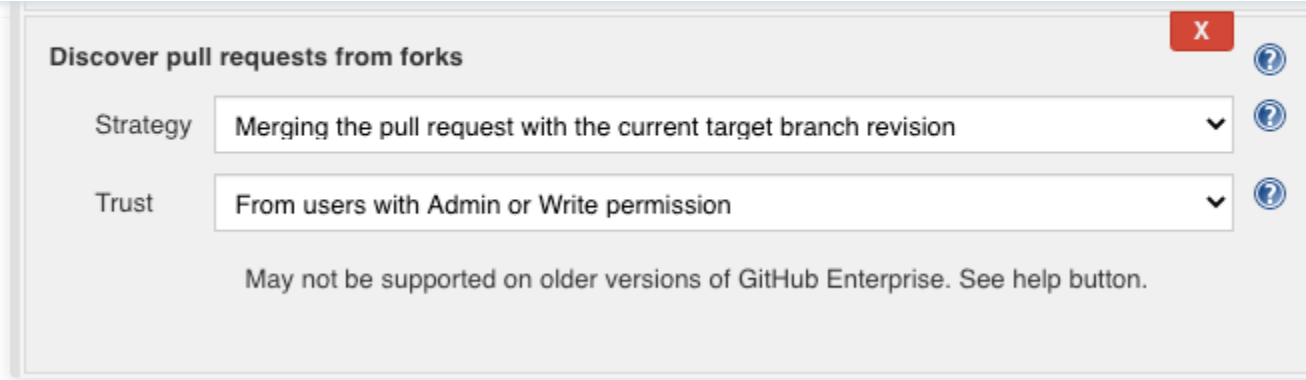 X
Discover pull requests from forks
?
Strategy
Merging the pull request with the current target branch revision
?
Trust
From users with Admin or Write permission
?
May not be supported on older versions of GitHub Enterprise. See help button.